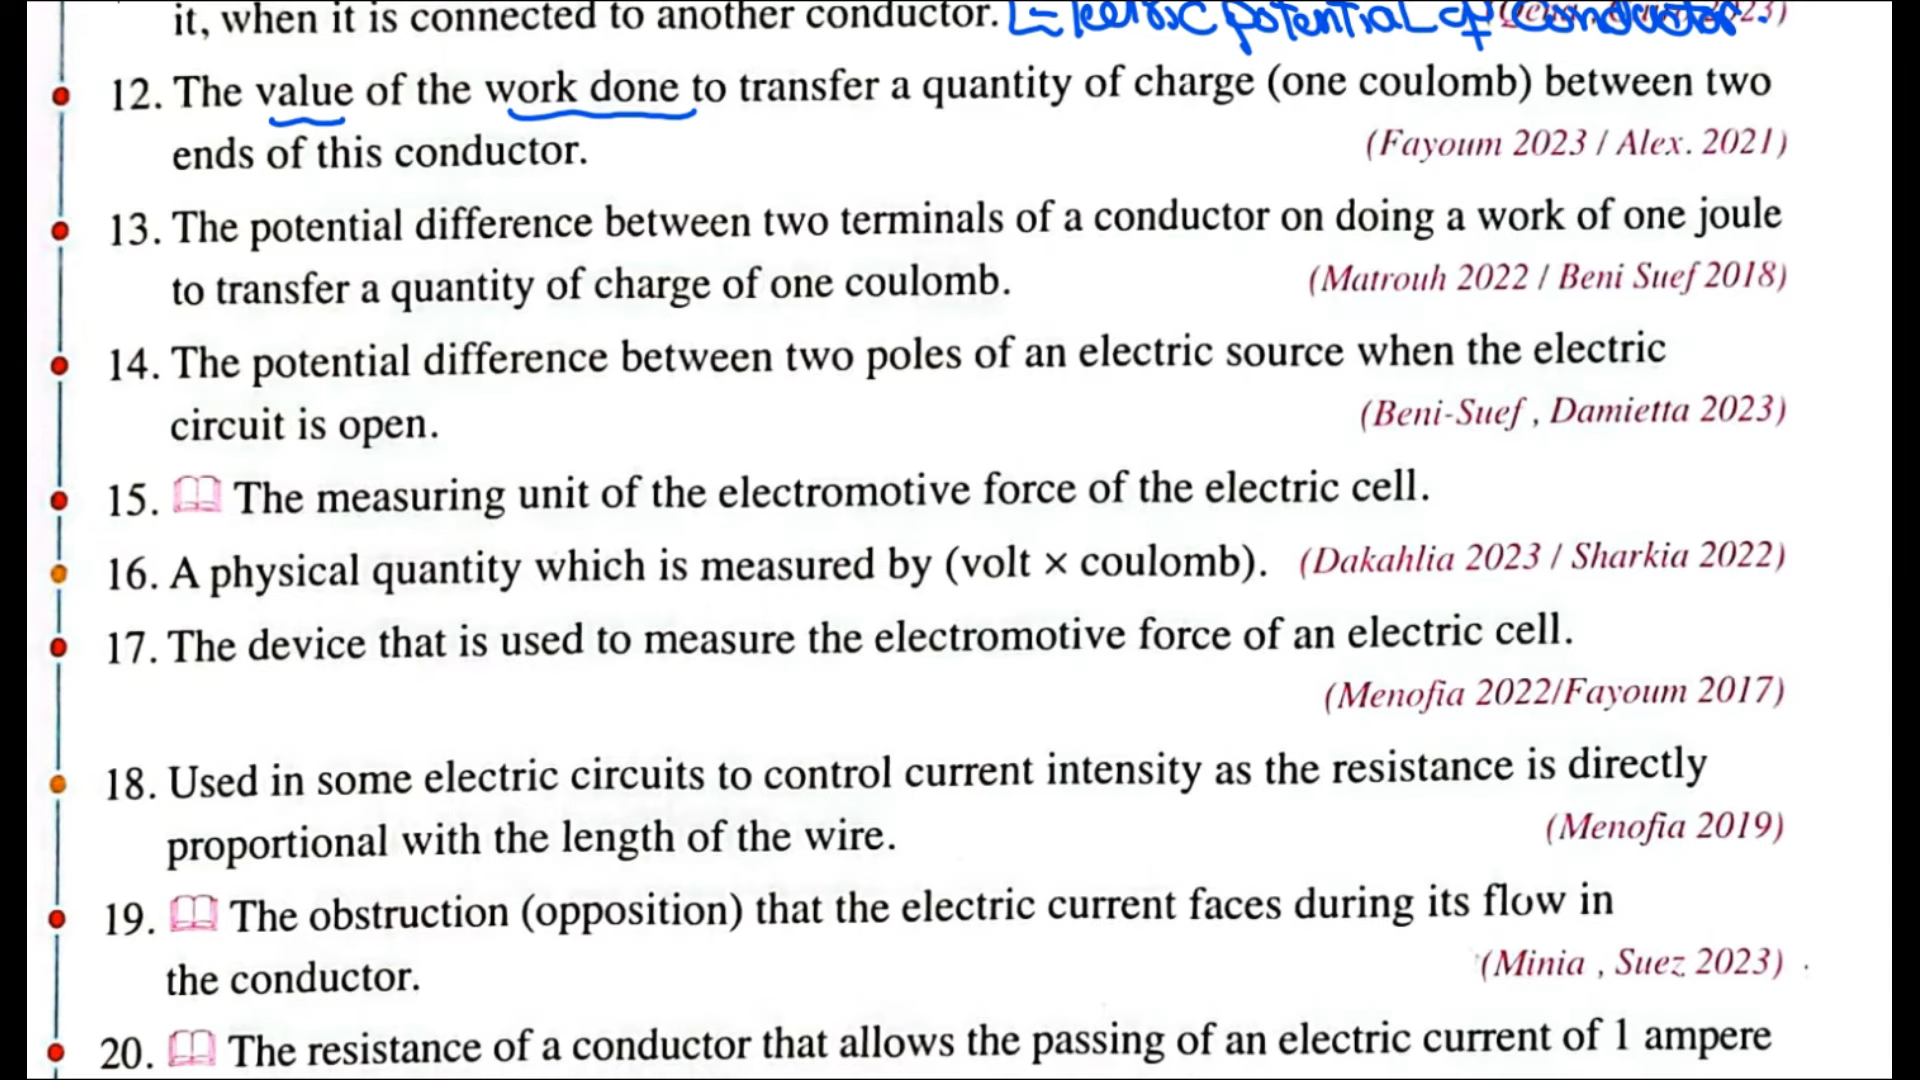 it, when it is connected to another conductor. Electric potential of conductor. 23)
12. The value of the work done to transfer a quantity of charge (one coulomb) between two
ends of this conductor. (Fayoum 2023 / Alex. 2021)
13. The potential difference between two terminals of a conductor on doing a work of one joule
to transfer a quantity of charge of one coulomb. (Matrouh 2022 / Beni Suef 2018)
14. The potential difference between two poles of an electric source when the electric
circuit is open. (Beni-Suef , Damietta 2023)
15. The measuring unit of the electromotive force of the electric cell.
16. A physical quantity which is measured by (volt × coulomb). (Dakahlia 2023 / Sharkia 2022)
17. The device that is used to measure the electromotive force of an electric cell.
(Menofia 2022/Fayoum 2017)
18. Used in some electric circuits to control current intensity as the resistance is directly
proportional with the length of the wire. (Menofia 2019)
19. The obstruction (opposition) that the electric current faces during its flow in
the conductor. (Minia , Suez 2023)
20. The resistance of a conductor that allows the passing of an electric current of 1 ampere